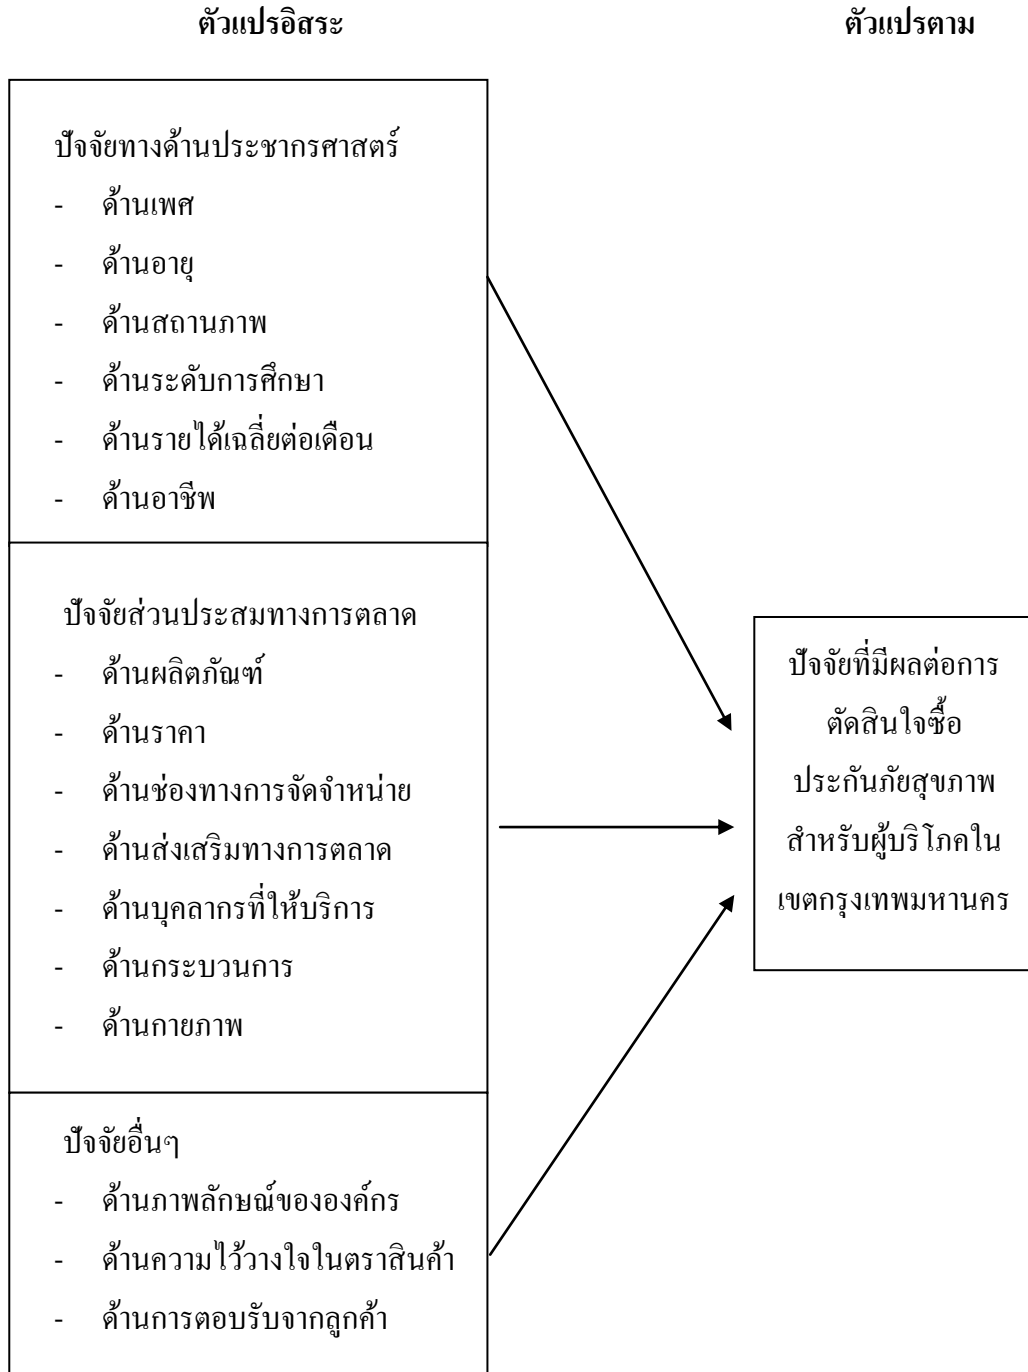 ตัวแปรอิสระ
ตัวแปรตาม
ปัจจัยทางด้านประชากรศาสตร์
- ด้านเพศ
- ด้านอายุ
- ด้านสถานภาพ
- ด้านระดับการศึกษา
- ด้านรายได้เฉลี่ยต่อเดือน
- ด้านอาชีพ
ปัจจัยส่วนประสมทางการตลาด
- ด้านผลิตภัณฑ์
- ด้านราคา
- ด้านช่องทางการจัดจำหน่าย
- ด้านส่งเสริมทางการตลาด
- ด้านบุคลากรที่ให้บริการ
- ด้านกระบวนการ
- ด้านกายภาพ
ปัจจัยอื่นๆ
- ด้านภาพลักษณ์ขององค์กร
- ด้านความไว้วางใจในตราสินค้า
- ด้านการตอบรับจากลูกค้า
ปัจจัยที่มีผลต่อการ
ตัดสินใจซื้อ
ประกันภัยสุขภาพ
สำหรับผู้บริโภคใน
เขตกรุงเทพมหานคร